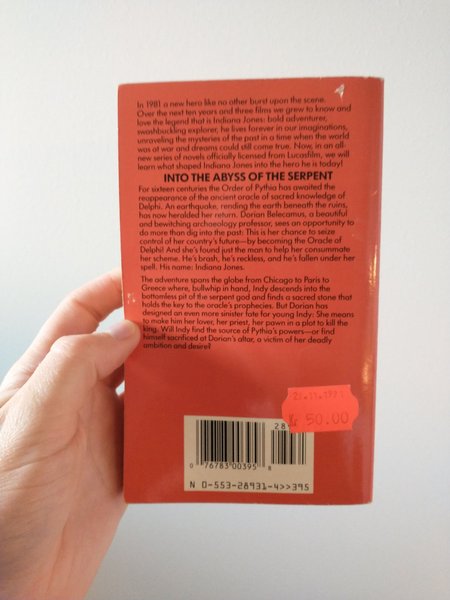 In 1981 a new hero like no other burst upon the scene.
Over the next ten years and three films we grew to know and
love the legend that is Indiana Jones: bold adventurer,
swashbuckling explorer, he lives forever in our imaginations,
unraveling the mysteries of the past in a time when the world
was at war and dreams could still come true. Now, in an all-
new series of novels officially licensed from Lucasfilm, we will
learn what shaped Indiana Jones into the hero he is today!
INTO THE ABYSS OF THE SERPENT
For sixteen centuries the Order of Pythia has awaited the
reappearance of the ancient oracle of sacred knowledge of
Delphi. An earthquake, rending the earth beneath the ruins,
has now heralded her return. Dorian Belecamus, a beautiful
and bewitching archaeology professor, sees an opportunity to
do more than dig into the past: This is her chance to seize
control of her country's future—by becoming the Oracle of
Delphi! And she's found just the man to help her consummate
her scheme. He's brash, he's reckless, and he's fallen under her
spell. His name: Indiana Jones.
The adventure spans the globe from Chicago to Paris to
Greece where, bullwhip in hand, Indy descends into the
bottomless pit of the serpent god and finds a sacred stone that
holds the key to the oracle's prophecies. But Dorian has
designed an even more sinister fate for young Indy: She means
to make him her lover, her priest, her pawn in a plot to kill the
king. Will Indy find the source of Pythia's powers—or find
himself sacrificed at Dorian's altar, a victim of her deadly
ambition and desire?
50.00
28
0 76783 00395 8
N 0-553-28931-4>>395